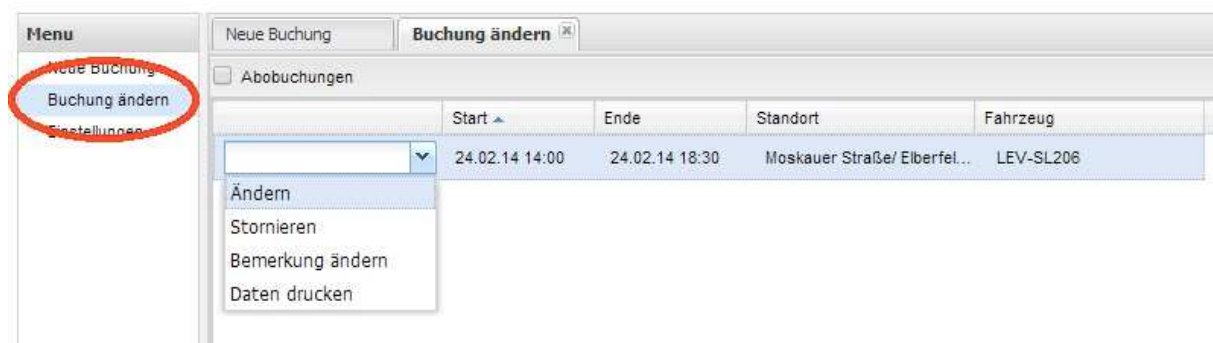 Menu
Neue Buchung
Buchung ändern
Einstellungen
Neue Buchung
Buchung ändern
Abobuchungen
Start Ende Standort Fahrzeug
24.02.14 14:00 24.02.14 18:30 Moskauer Straße/ Elberfel... LEV-SL206
Ändern
Stornieren
Bemerkung ändern
Daten drucken